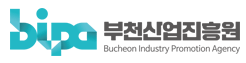 bipa 부천산업진흥원
Bucheon Industry Promotion Agency